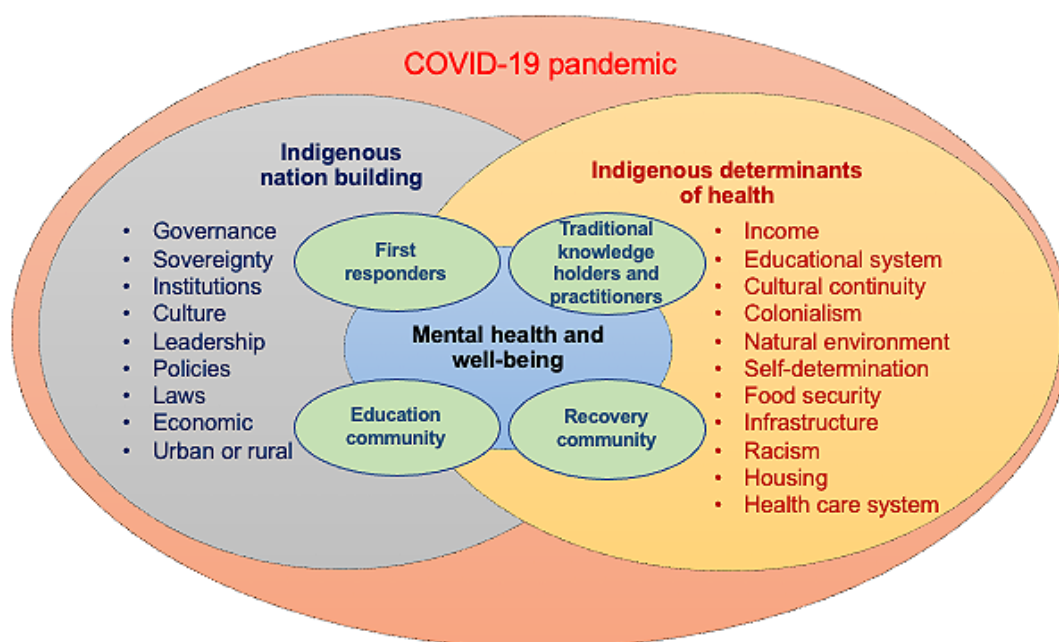 COVID-19 pandemic
Indigenous
nation building
• Governance
• Sovereignty
• Institutions
• Culture
• Leadership
• Policies
• Laws
• Economic
• Urban or rural
First
responders
Traditional
knowledge
holders and
practitioners
Mental health and
well-being
Education
community
Recovery
community
Indigenous determinants
of health
• Income
• Educational system
• Cultural continuity
• Colonialism
• Natural environment
• Self-determination
• Food security
• Infrastructure
• Racism
• Housing
• Health care system